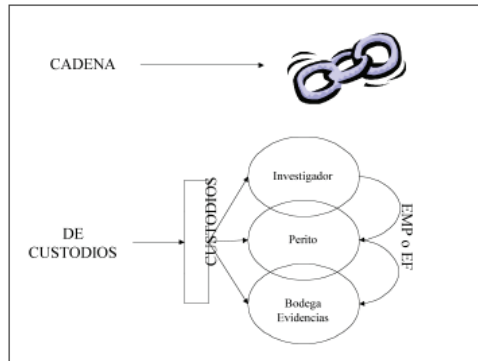 CADENA
DE
CUSTODIOS
CUSTODIOS
Investigador
Perito
Bodega
Evidencias
EMP o EF